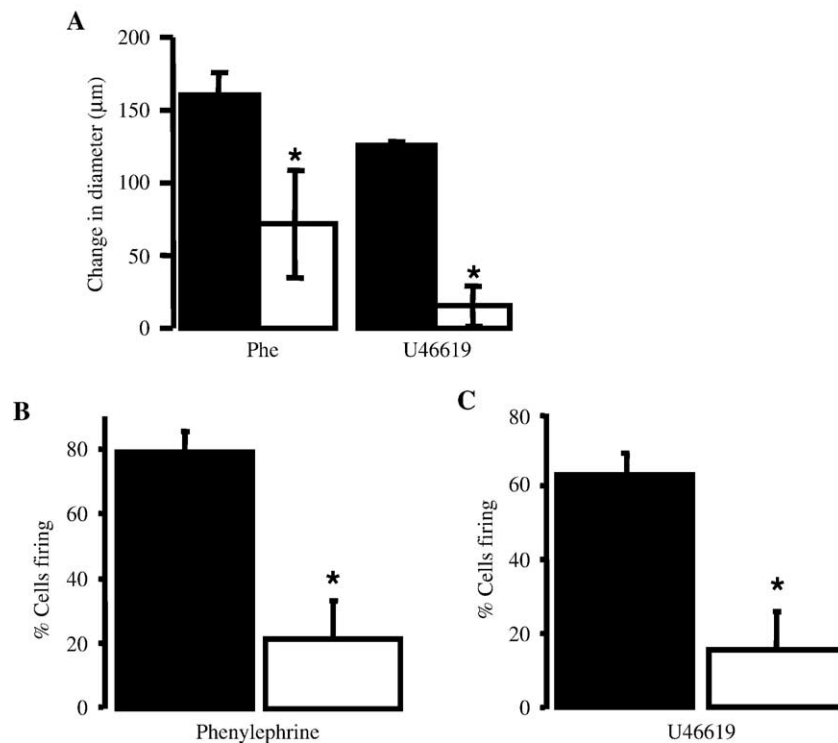 A
200
150
100
50
0
Change in diameter (µm)
*
*
Phe
U46619
B
80
60
40
20
0
% Cells firing
*
Phenylephrine
C
80
60
40
20
0
% Cells firing
*
U46619